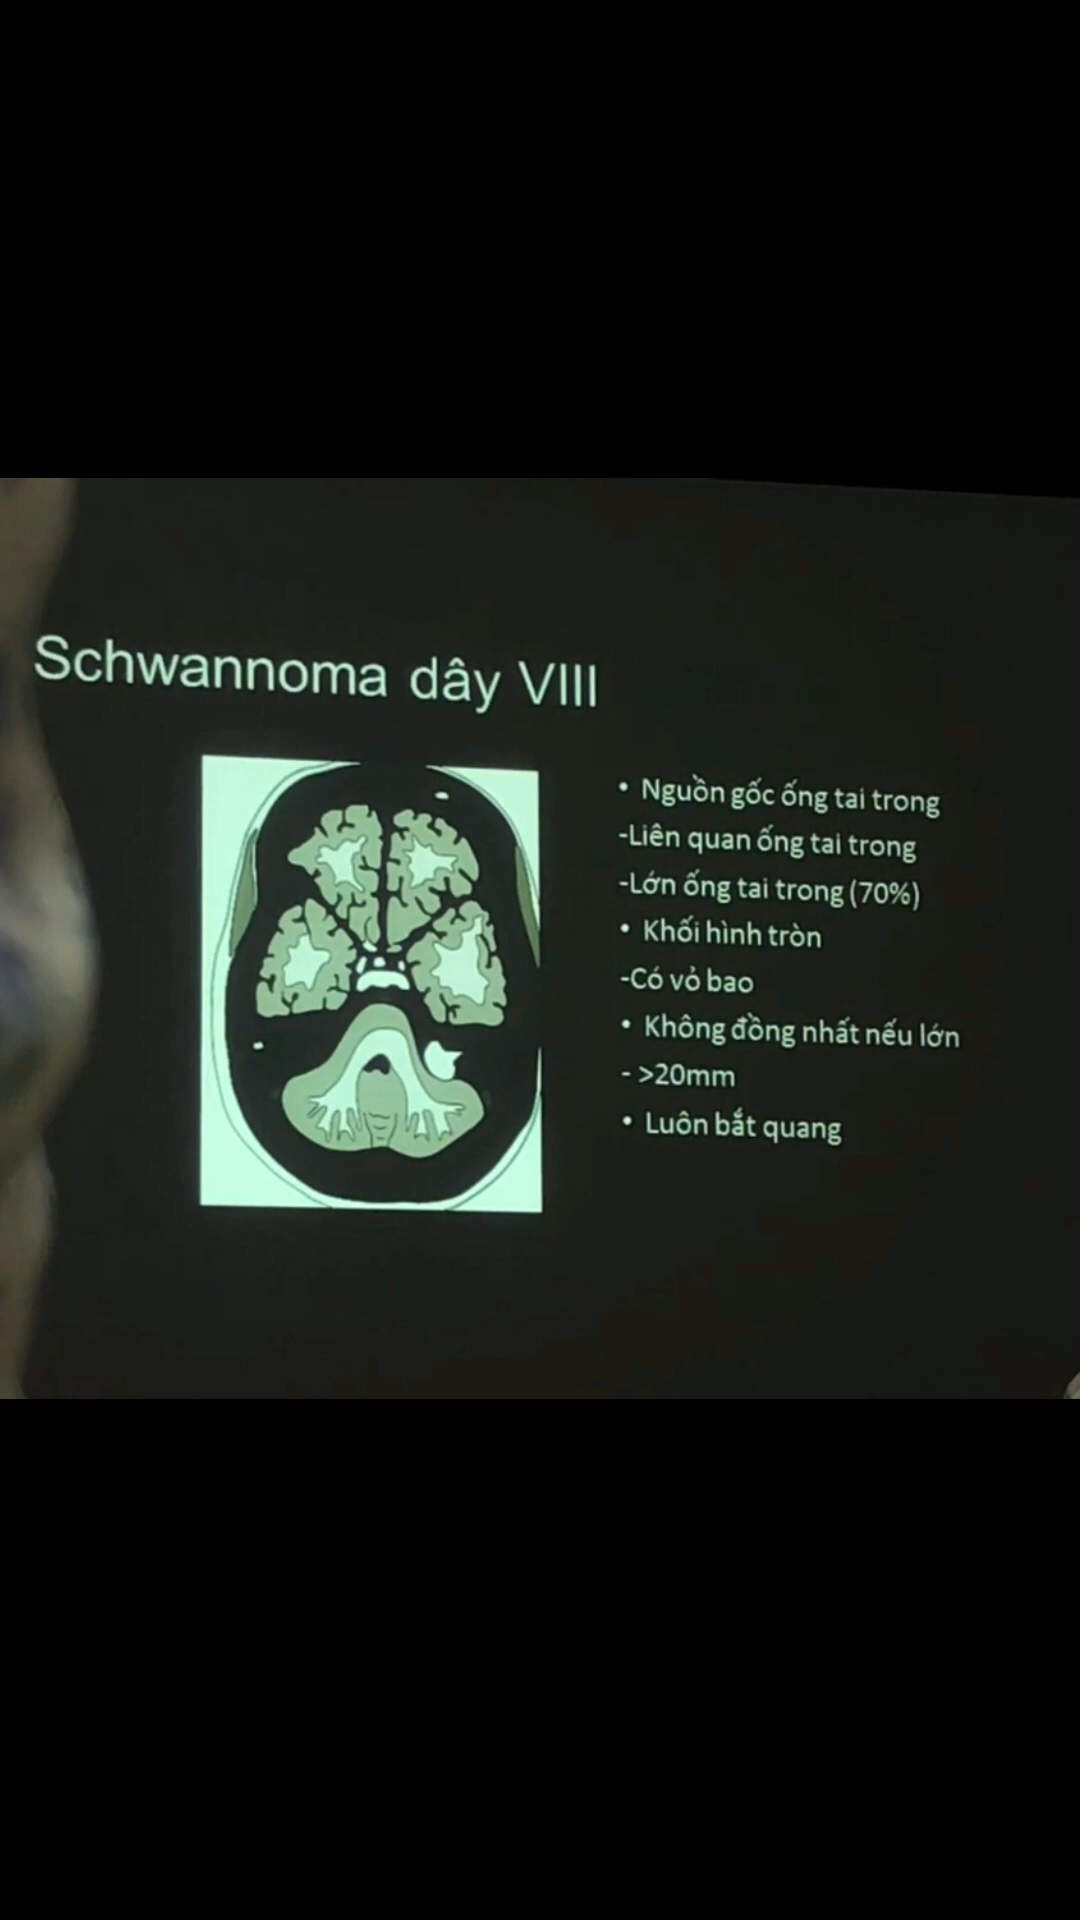 Schwannoma dây VIII
• Nguồn gốc ống tai trong
-Liên quan ống tai trong
-Lớn ống tai trong (70%)
• Khối hình tròn
-Có vỏ bao
• Không đồng nhất nếu lớn
- >20mm
• Luôn bắt quang